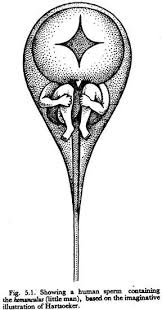 Fig. 5.1. Showing a human sperm containing
the homunculus (little man), based on the imaginative
illustration of Hartsoeker.